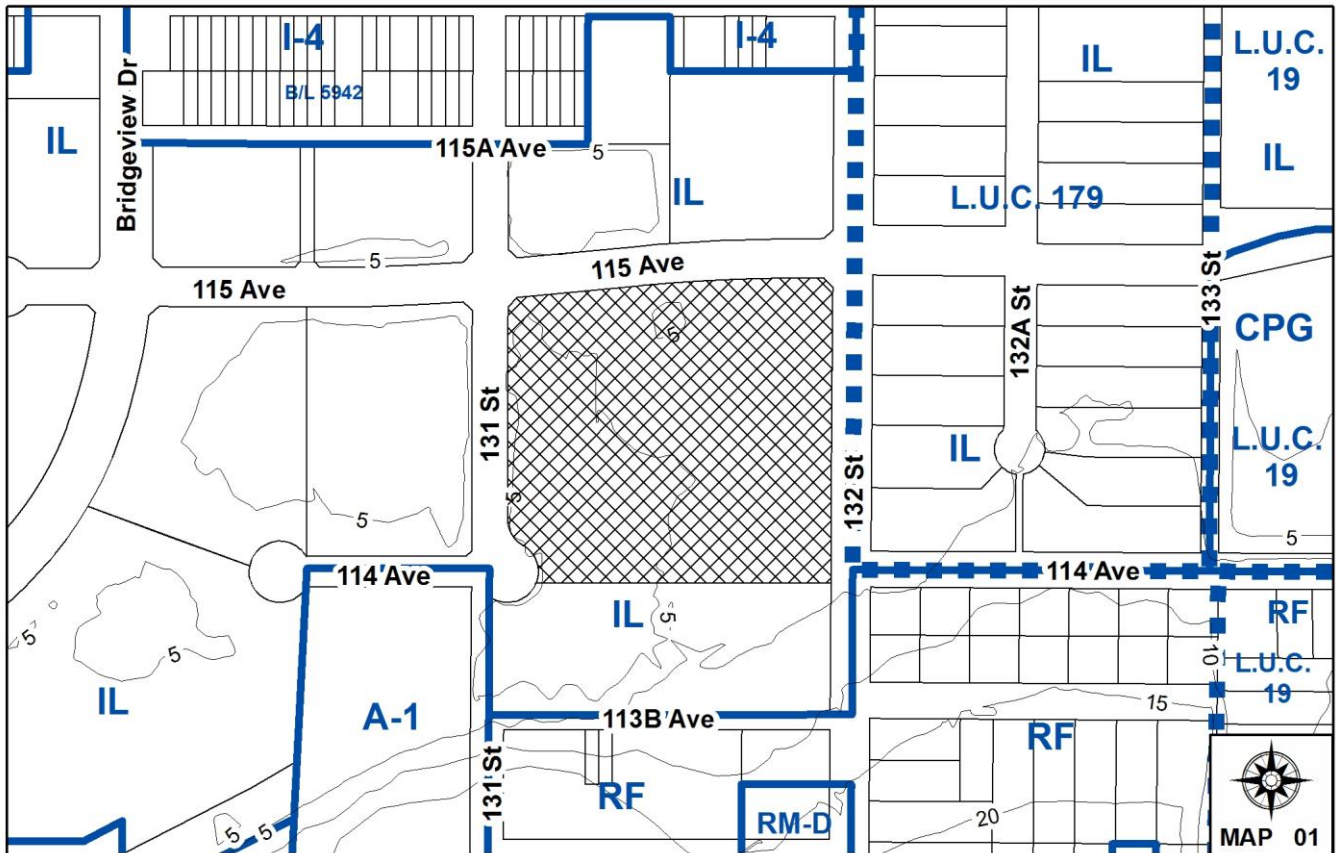 I-4
I-4
IL
L.U.C.
19
Bridgeview Dr
B/L 5942
IL
115A Ave
5
IL
IL
L.U.C. 179
5
115 Ave
115 Ave
133 St
5
132A St
CPG
131 St
L.U.C.
19
IL
132 St
5
5
5
114 Ave
114 Ave
IL
5
RF
5
5
10
L.U.C.
19
IL
A-1
113B Ave
15
RF
131 St
RF
5
5
RM-D
20
MAP 01